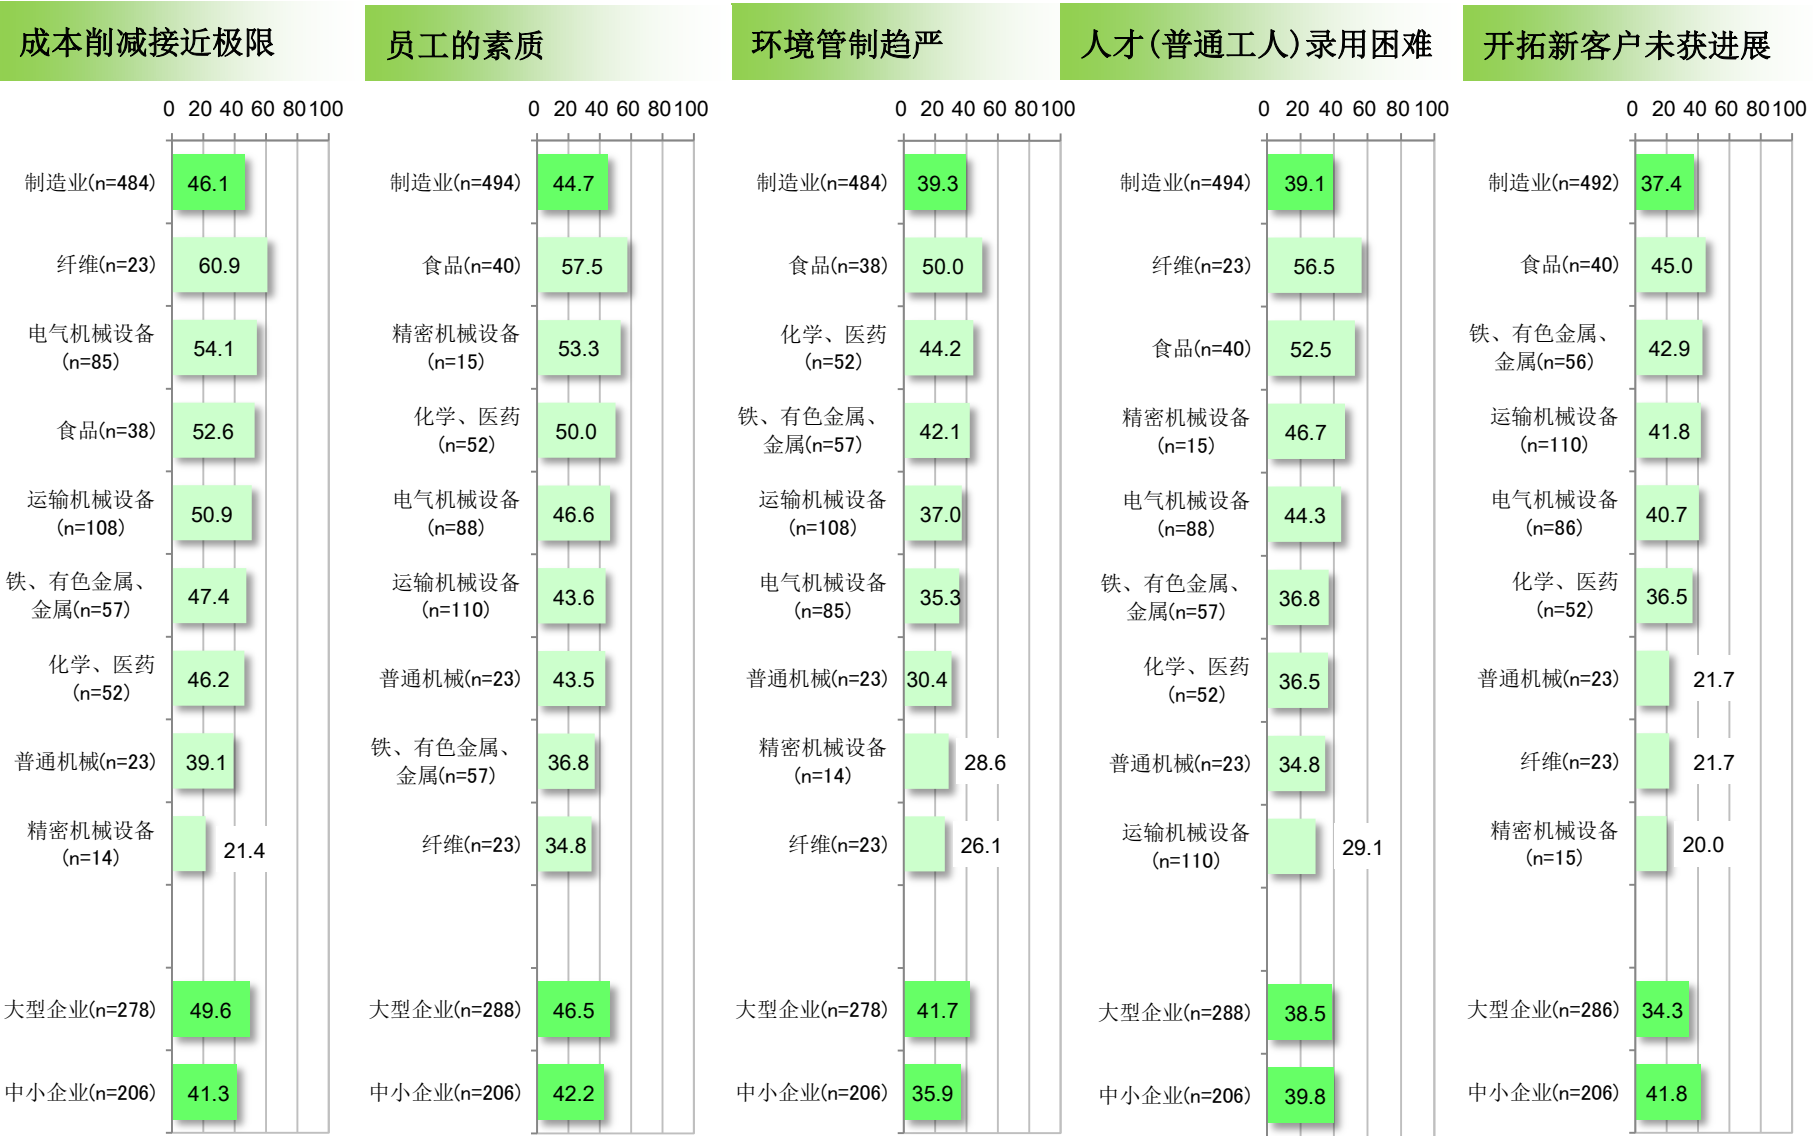 成本削减接近极限
0 20 40 60 80 100
制造业(n=484) 46.1
纤维(n=23) 60.9
电气机械设备
(n=85) 54.1
食品(n=38) 52.6
运输机械设备
(n=108) 50.9
铁、有色金属、
金属(n=57) 47.4
化学、医药
(n=52) 46.2
普通机械(n=23) 39.1
精密机械设备
(n=14) 21.4
大型企业(n=278) 49.6
中小企业(n=206) 41.3
员工的素质
0 20 40 60 80 100
制造业(n=494) 44.7
食品(n=40) 57.5
精密机械设备
(n=15) 53.3
化学、医药
(n=52) 50.0
电气机械设备
(n=88) 46.6
运输机械设备
(n=110) 43.6
普通机械(n=23) 43.5
铁、有色金属、
金属(n=57) 36.8
纤维(n=23) 34.8
大型企业(n=288) 46.5
中小企业(n=206) 42.2
环境管制趋严
0 20 40 60 80 100
制造业(n=484) 39.3
食品(n=38) 50.0
化学、医药
(n=52) 44.2
铁、有色金属、
金属(n=57) 42.1
运输机械设备
(n=108) 37.0
电气机械设备
(n=85) 35.3
普通机械(n=23) 30.4
精密机械设备
(n=14) 28.6
纤维(n=23) 26.1
大型企业(n=278) 41.7
中小企业(n=206) 35.9
人才(普通工人)录用困难
0 20 40 60 80 100
制造业(n=494) 39.1
纤维(n=23) 56.5
食品(n=40) 52.5
精密机械设备
(n=15) 46.7
电气机械设备
(n=88) 44.3
铁、有色金属、
金属(n=57) 36.8
化学、医药
(n=52) 36.5
普通机械(n=23) 34.8
运输机械设备
(n=110) 29.1
大型企业(n=288) 38.5
中小企业(n=206) 39.8
开拓新客户未获进展
0 20 40 60 80 100
制造业(n=492) 37.4
食品(n=40) 45.0
铁、有色金属、
金属(n=56) 42.9
运输机械设备
(n=110) 41.8
电气机械设备
(n=86) 40.7
化学、医药
(n=52) 36.5
普通机械(n=23) 21.7
纤维(n=23) 21.7
精密机械设备
(n=15) 20.0
大型企业(n=286) 34.3
中小企业(n=206) 41.8